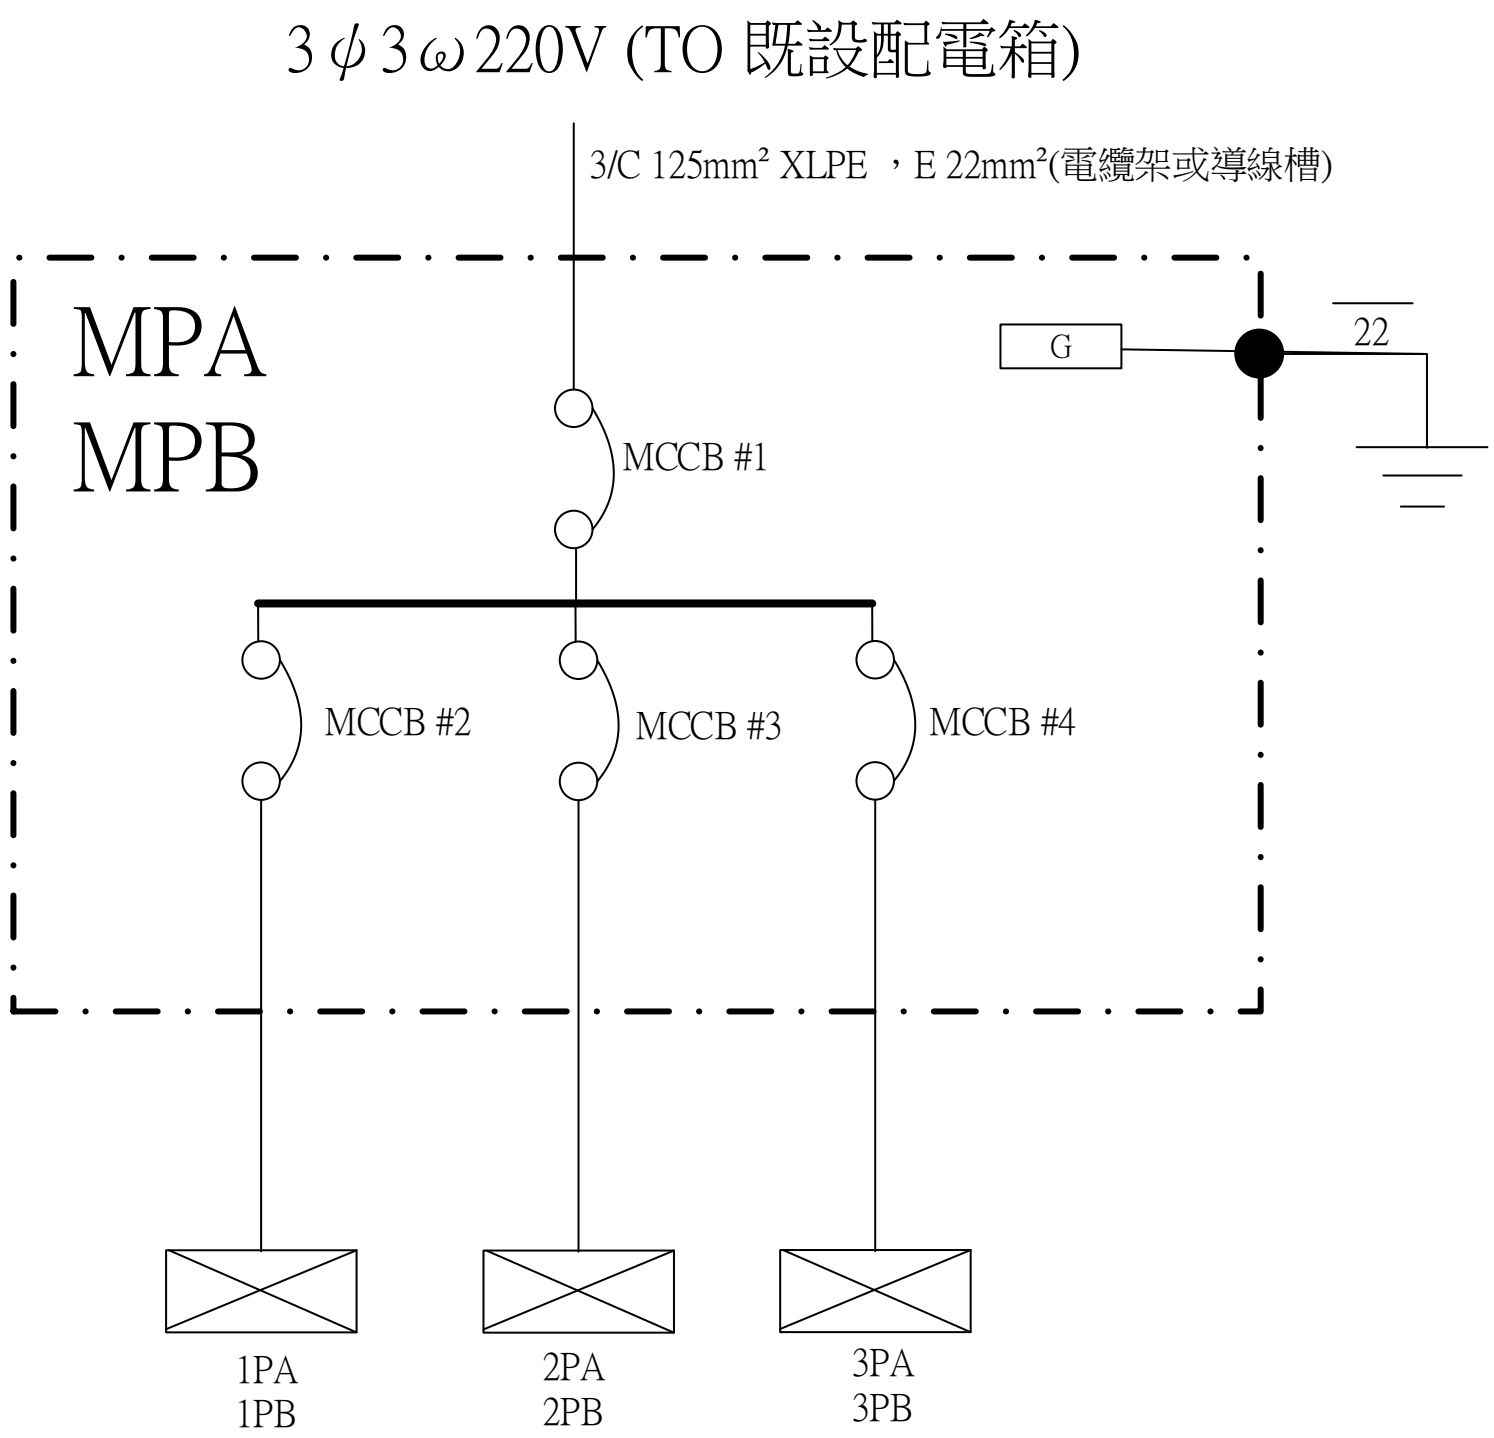 3ψ3ω220V (TO 既設配電箱)
3/C 125mm² XLPE ，E 22mm²(電纜架或導線槽)
MPA
MPB
G
22
MCCB #1
MCCB #2
MCCB #3
MCCB #4
1PA
1PB
2PA
2PB
3PA
3PB